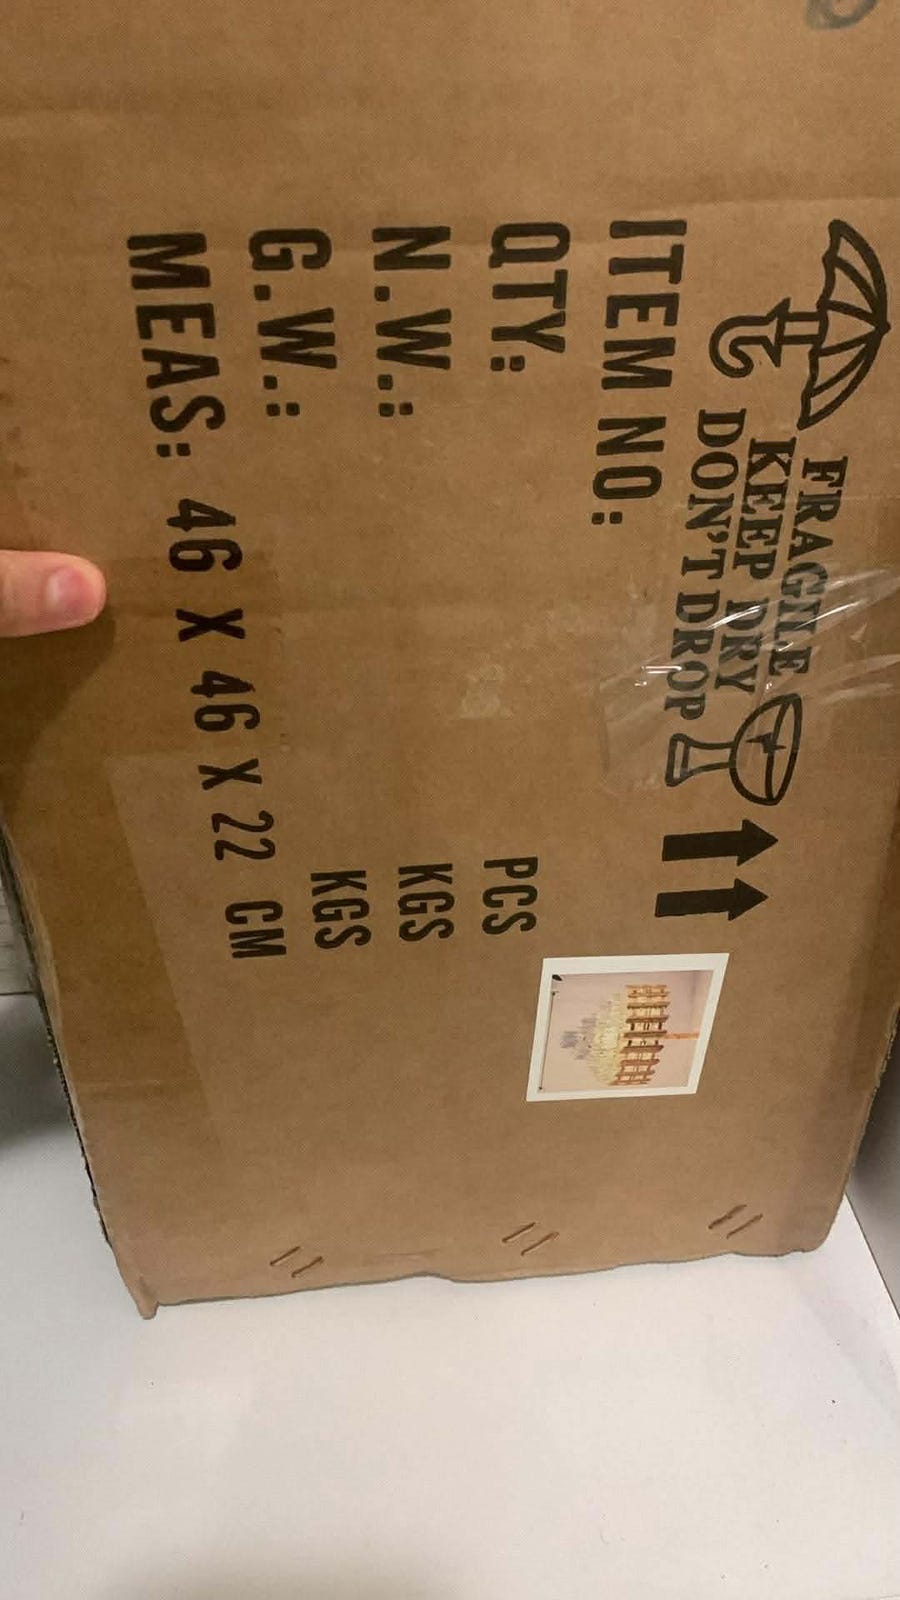 FRAGILE
KEEP DRY
DON'T DROP
ITEM NO:
QTY: PCS
N.W.: KGS
G.W.: KGS
MEAS: 46 X 46 X 22 CM